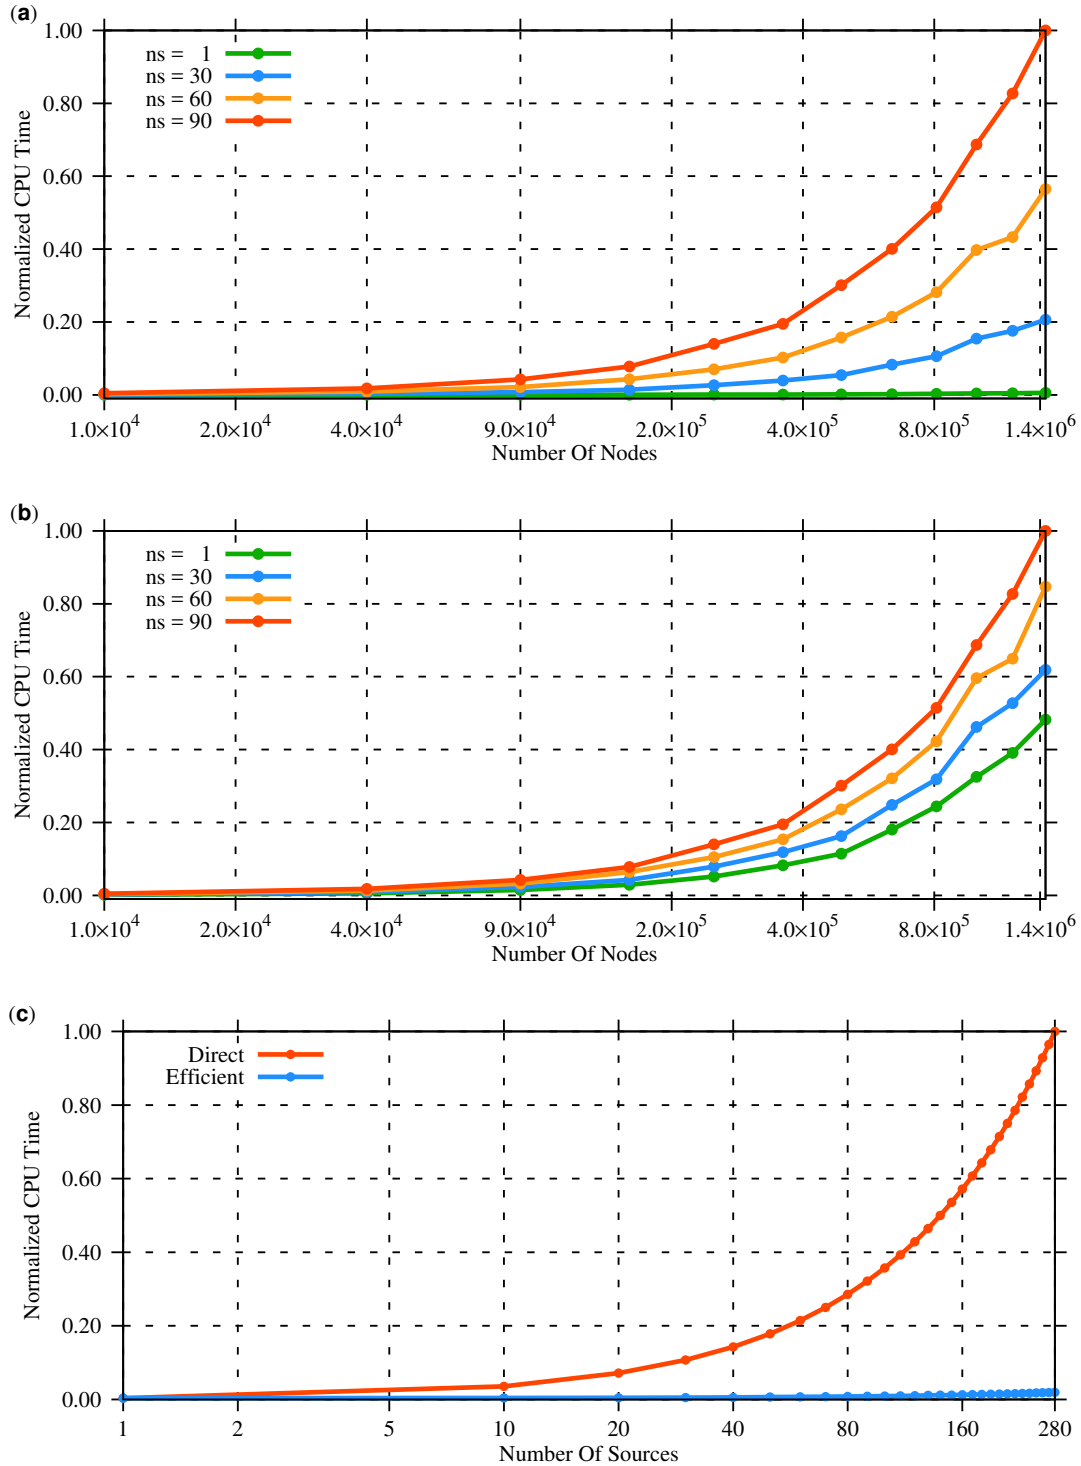 (a)
1.00
0.80
0.60
0.40
0.20
0.00
Normalized CPU Time
ns = 1
ns = 30
ns = 60
ns = 90
1.0×10^4 2.0×10^4 4.0×10^4 9.0×10^4 2.0×10^5 4.0×10^5 8.0×10^5 1.4×10^6
Number Of Nodes
(b)
1.00
0.80
0.60
0.40
0.20
0.00
Normalized CPU Time
ns = 1
ns = 30
ns = 60
ns = 90
1.0×10^4 2.0×10^4 4.0×10^4 9.0×10^4 2.0×10^5 4.0×10^5 8.0×10^5 1.4×10^6
Number Of Nodes
(c)
1.00
0.80
0.60
0.40
0.20
0.00
Normalized CPU Time
Direct
Efficient
1 2 5 10 20 40 80 160 280
Number Of Sources